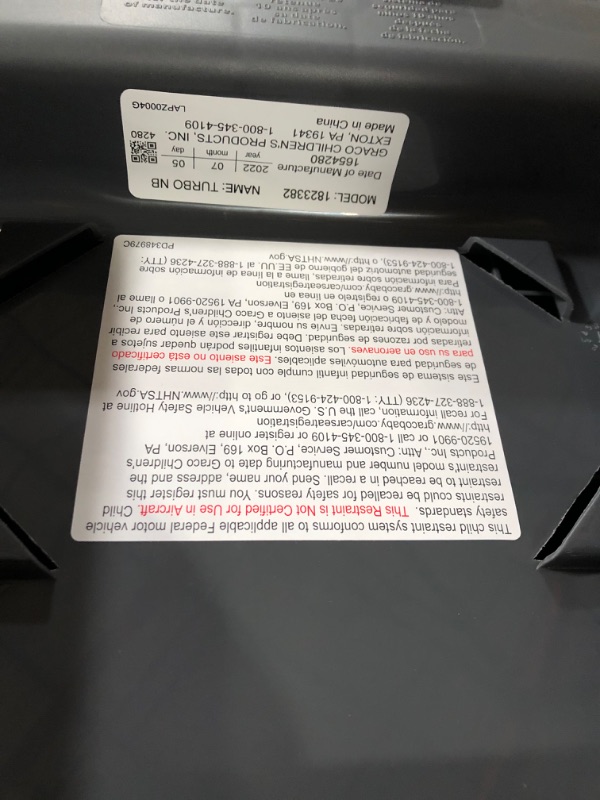 This child restraint system conforms to all applicable Federal motor vehicle
safety standards. This Restraint is Not Certified for Use in Aircraft. Child
restraints could be recalled for safety reasons. You must register this
restraint to be reached in a recall. Send your name, address and the
restraint's model number and manufacturing date to Graco Children's
Products Inc., Attn: Customer Service, P.O. Box 169, Elverson, PA
19520-9901 or call 1-800-345-4109 or register online at
http://www.gracobaby.com/carseatregistration
For recall information, call the U.S. Government's Vehicle Safety Hotline at
1-888-327-4236 (TTY: 1-800-424-9153), or go to http://www.NHTSA.gov
Este sistema de seguridad infantil cumple con todas las normas federales
de seguridad para automóviles aplicables. Este asiento no está certificado
para su uso en aeronaves. Los asientos infantiles podrán quedar sujetos a
retiradas por razones de seguridad. Debe registrar este asiento para recibir
información sobre retiradas. Envíe su nombre, dirección y el número de
modelo y de fabricación fecha del asiento a Graco Children's Products Inc.,
Attn: Customer Service, P.O. Box 169, Elverson, PA 19520-9901 o llame al
1-800-345-4109 o regístrelo en línea en
http://www.gracobaby.com/carseatregistration
Para información sobre retiradas, llame a la línea de información sobre
seguridad automotriz del gobierno de EE.UU. al 1-888-327-4236 (TTY:
1-800-424-9153), o http://www.NHTSA.gov
PD348979C
MODEL: 1823382 NAME: TURBO NB
Date of Manufacture 2022 | 07 | 05
1654280 year month day
GRACO CHILDREN'S PRODUCTS, INC. 4280
EXTON, PA 19341 1-800-345-4109
Made in China LAPZ0004G
of manufacture.
10 ans après
sa date
de fabrication.